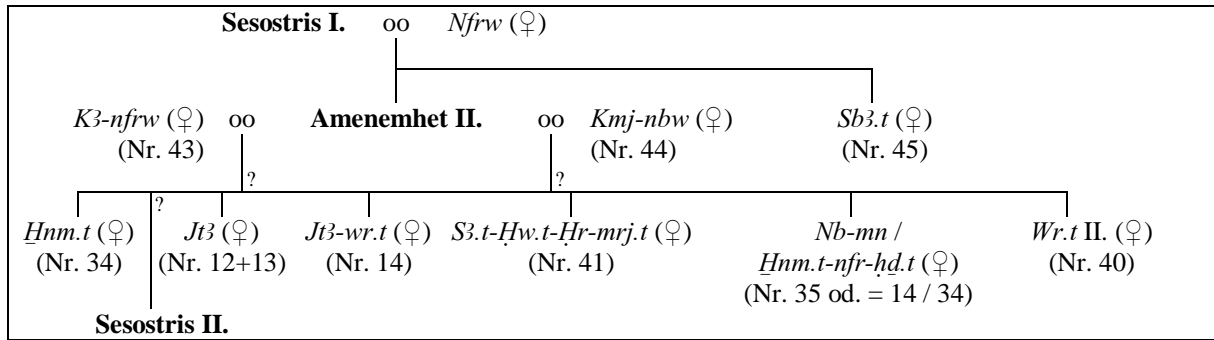 Sesostris I. oo Nfrw (♀)
K3-nfrw (♀) oo Amenemhet II. oo Kmj-nbw (♀) Sb3.t (♀)
(Nr. 43) (Nr. 44) (Nr. 45)
? ? ?
H̱nm.t (♀) Jt3 (♀) Jt3-wr.t (♀) S3.t-Ḥw.t-Ḥr-mrj.t (♀) Nb-mn / Wr.t II. (♀)
(Nr. 34) (Nr. 12+13) (Nr. 14) (Nr. 41) H̱nm.t-nfr-ḥḏ.t (♀) (Nr. 40)
(Nr. 35 od. = 14 / 34)
Sesostris II.